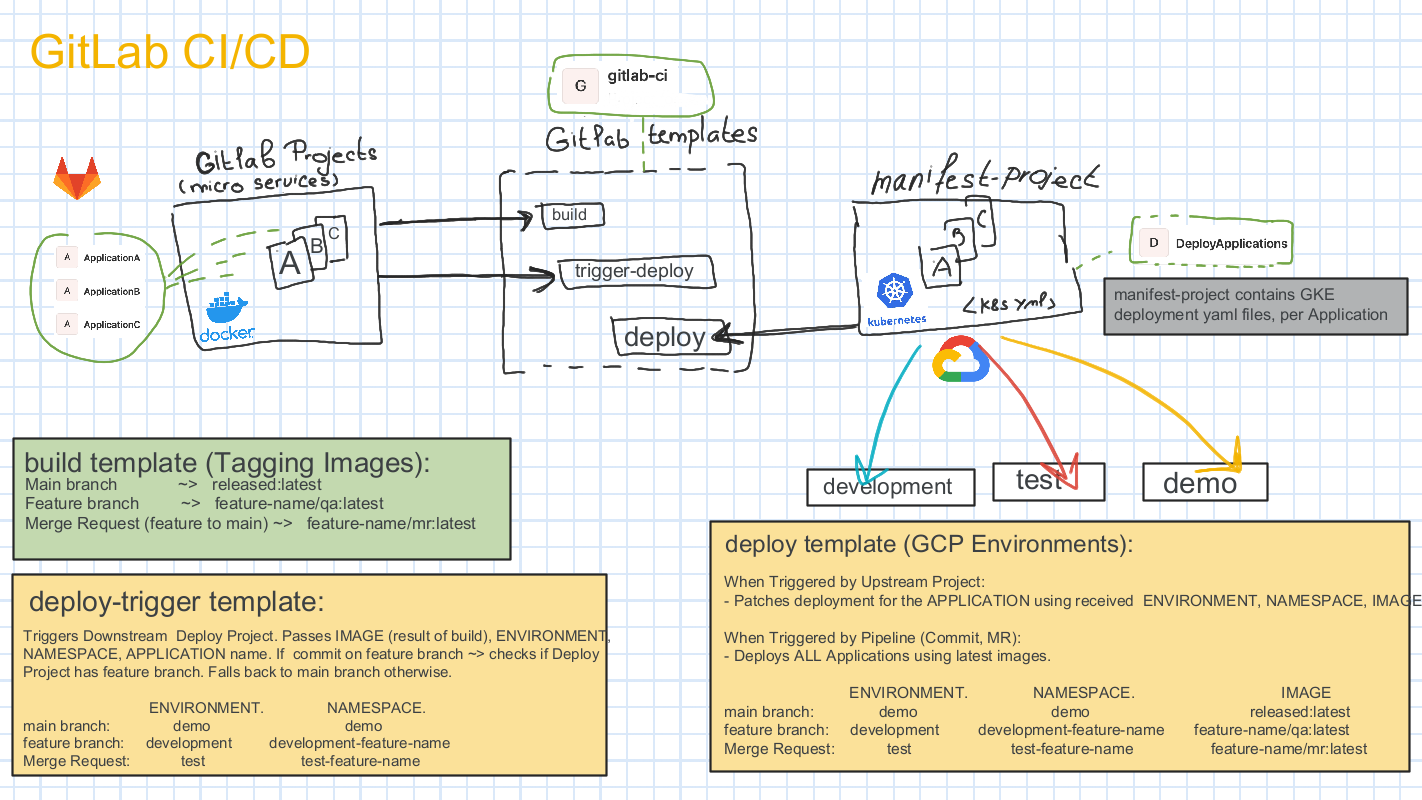 GitLab CI/CD
G gitlab-ci
Gitlab templates
Gitlab Projects
(micro services)
manifest-project
A ApplicationA
A ApplicationB
A ApplicationC
A B C
docker
build
trigger-deploy
deploy
A B C
kubernetes
<k8s yml>
D DeployApplications
manifest-project contains GKE
deployment yaml files, per Application
development
test
demo
build template (Tagging Images):
Main branch ~> released:latest
Feature branch ~> feature-name/qa:latest
Merge Request (feature to main) ~> feature-name/mr:latest
deploy-trigger template:
Triggers Downstream Deploy Project. Passes IMAGE (result of build), ENVIRONMENT,
NAMESPACE, APPLICATION name. If commit on feature branch ~> checks if Deploy
Project has feature branch. Falls back to main branch otherwise.
ENVIRONMENT. NAMESPACE.
main branch: demo demo
feature branch: development development-feature-name
Merge Request: test test-feature-name
deploy template (GCP Environments):
When Triggered by Upstream Project:
- Patches deployment for the APPLICATION using received ENVIRONMENT, NAMESPACE, IMAGE
When Triggered by Pipeline (Commit, MR):
- Deploys ALL Applications using latest images.
ENVIRONMENT. NAMESPACE. IMAGE
main branch: demo demo released:latest
feature branch: development development-feature-name feature-name/qa:latest
Merge Request: test test-feature-name feature-name/mr:latest